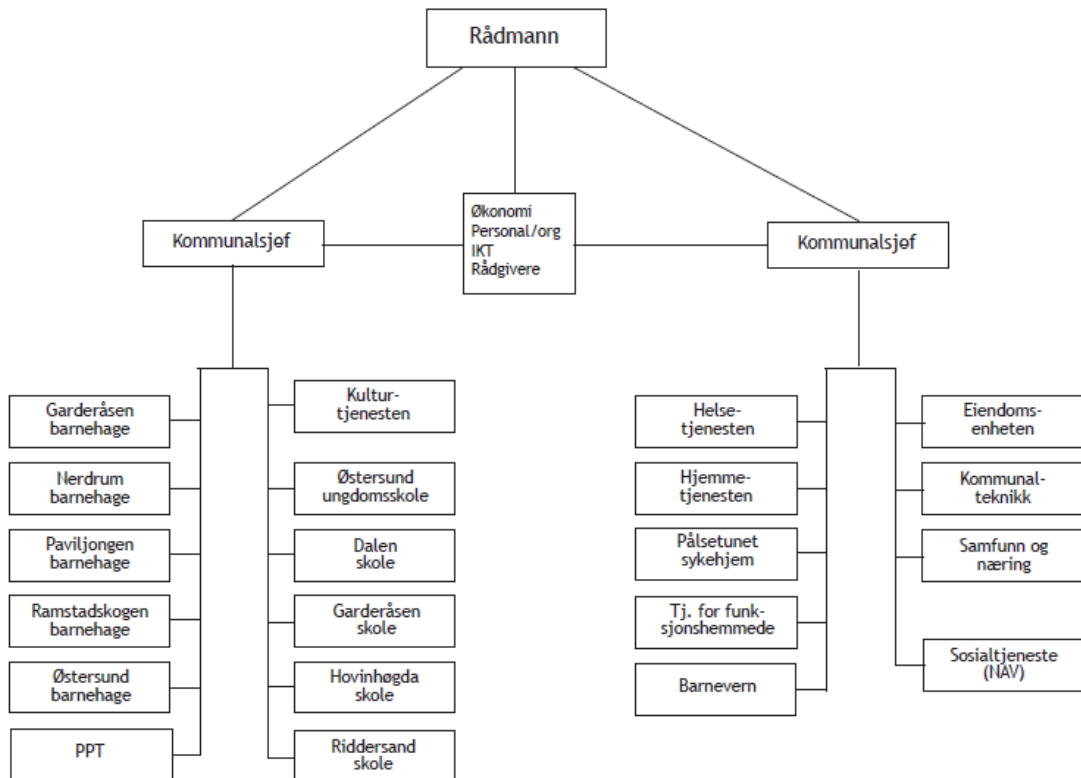 Rådmann
Kommunalsjef
Økonomi
Personal/org
IKT
Rådgivere
Kommunalsjef
Garderåsen
barnehage
Nerdrum
barnehage
Paviljongen
barnehage
Ramstadskogen
barnehage
Østersund
barnehage
PPT
Kultur-
tjenesten
Østersund
ungdomsskole
Dalen
skole
Garderåsen
skole
Hovinhøgda
skole
Riddersand
skole
Helse-
tjenesten
Hjemme-
tjenesten
Pålsetunet
sykehjem
Tj. for funk-
sjonshemmede
Barnevern
Eiendoms-
enheten
Kommunal-
teknikk
Samfunn og
næring
Sosialtjeneste
(NAV)